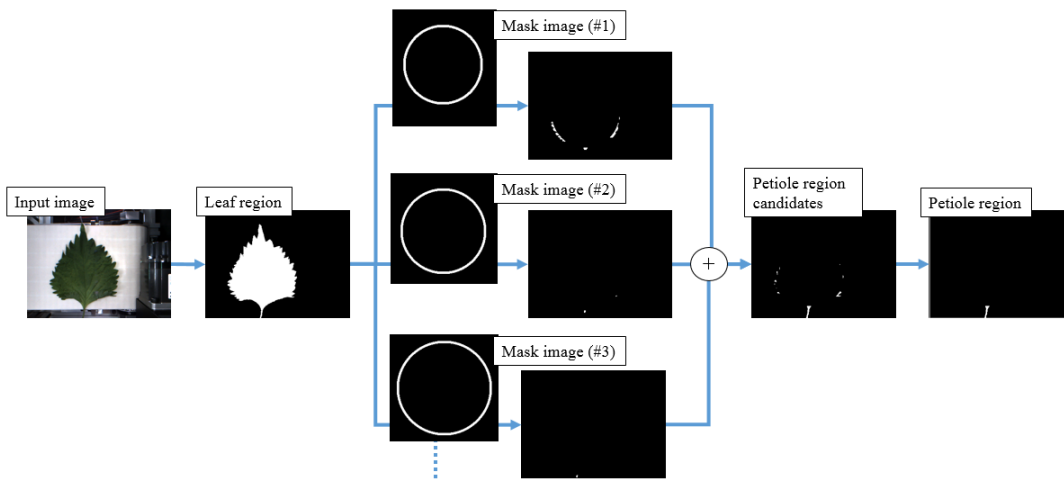 Mask image (#1)
Mask image (#2)
Input image
Leaf region
Petiole region
candidates
Petiole region
+
Mask image (#3)